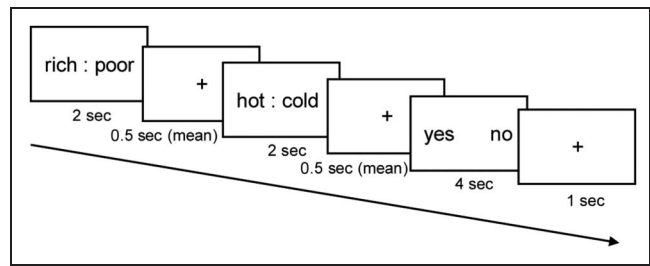 rich : poor
2 sec
+
0.5 sec (mean)
hot : cold
2 sec
+
0.5 sec (mean)
yes no
4 sec
+
1 sec